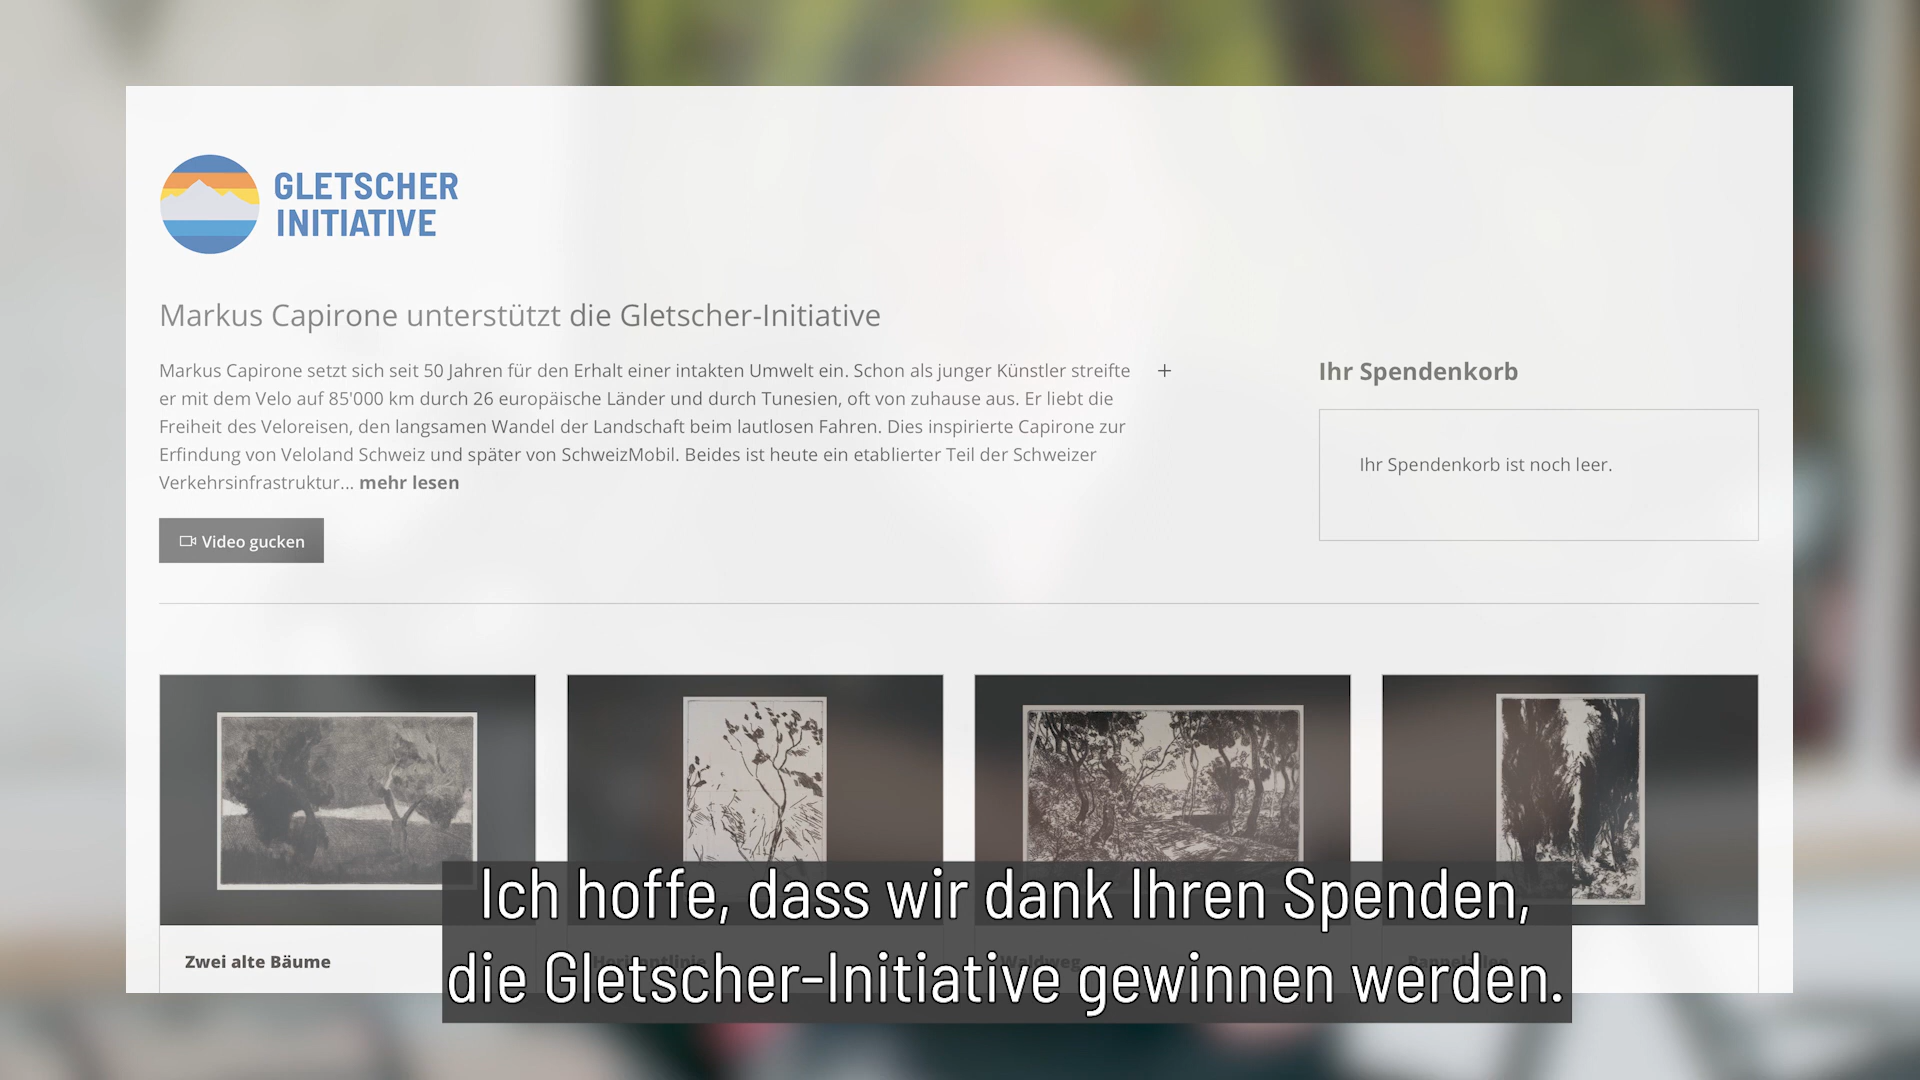 GLETSCHER
INITIATIVE
Markus Capirone unterstützt die Gletscher-Initiative
Markus Capirone setzt sich seit 50 Jahren für den Erhalt einer intakten Umwelt ein. Schon als junger Künstler streifte
er mit dem Velo auf 85'000 km durch 26 europäische Länder und durch Tunesien, oft von zuhause aus. Er liebt die
Freiheit des Veloreisen, den langsamen Wandel der Landschaft beim lautlosen Fahren. Dies inspirierte Capirone zur
Erfindung von Veloland Schweiz und später von SchweizMobil. Beides ist heute ein etablierter Teil der Schweizer
Verkehrsinfrastruktur... mehr lesen
+
Video gucken
Ihr Spendenkorb
Ihr Spendenkorb ist noch leer.
Zwei alte Bäume
Waldweg
Ich hoffe, dass wir dank Ihren Spenden,
die Gletscher-Initiative gewinnen werden.